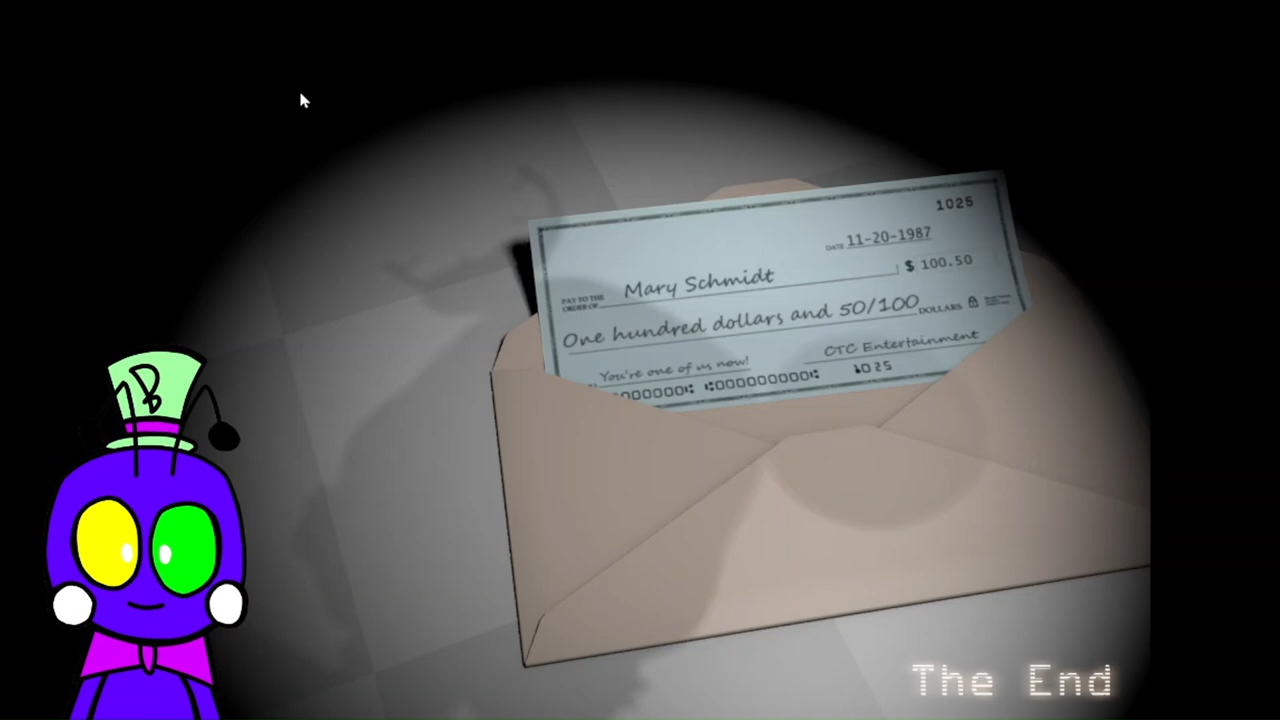 1025
DATE 11-20-1987
PAY TO THE
ORDER OF Mary Schmidt $ 100.50
One hundred dollars and 50/100 DOLLARS
You're one of us now! CTC Entertainment
1025
B
The End